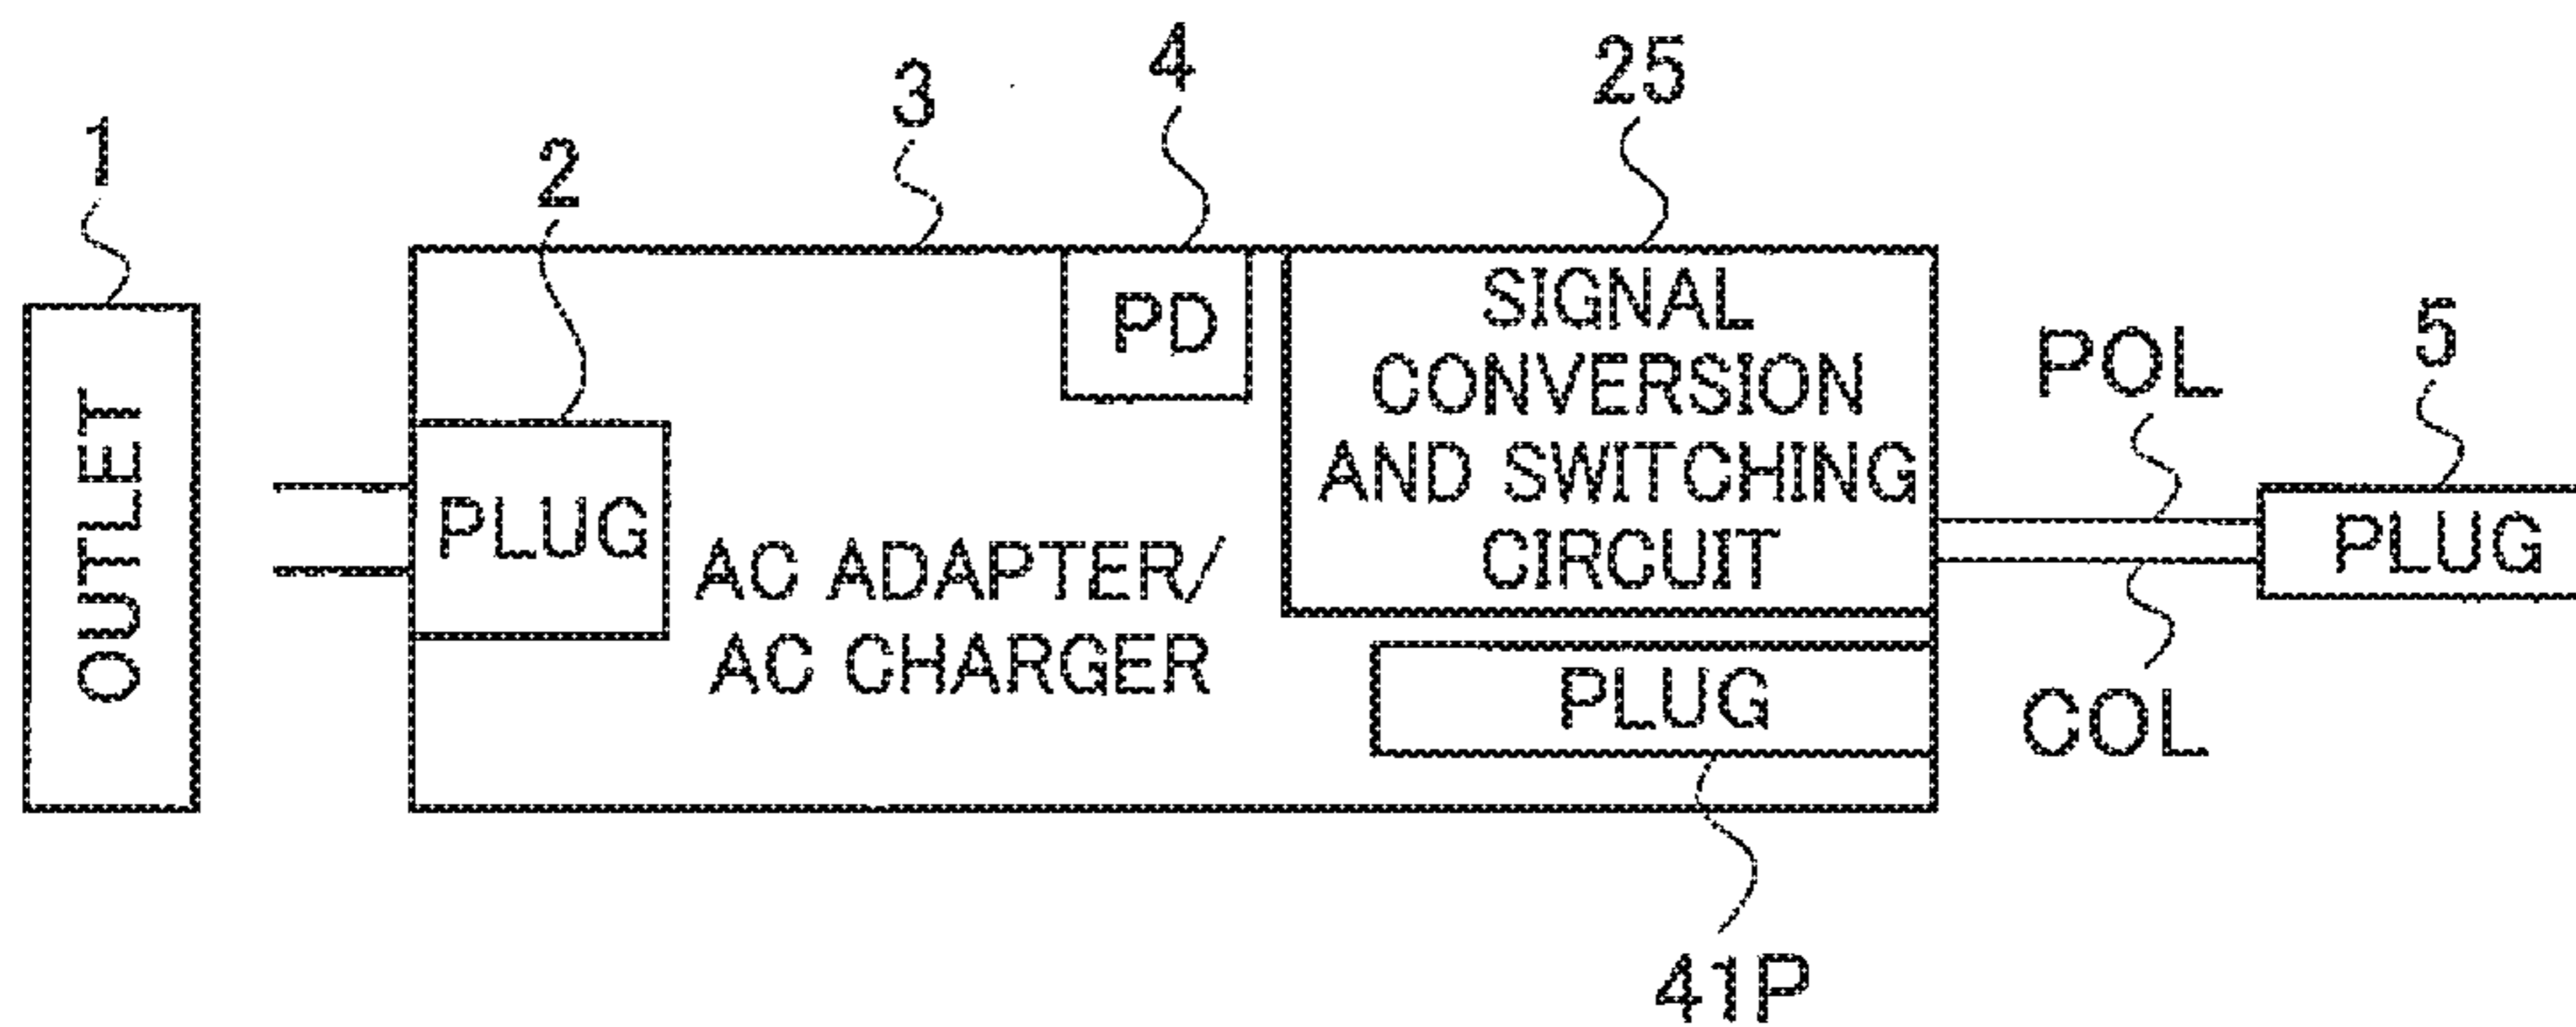 1
2
3
4
25
OUTLET
PLUG
AC ADAPTER/
AC CHARGER
PD
SIGNAL
CONVERSION
AND SWITCHING
CIRCUIT
PLUG
41P
POL
COL
5
PLUG